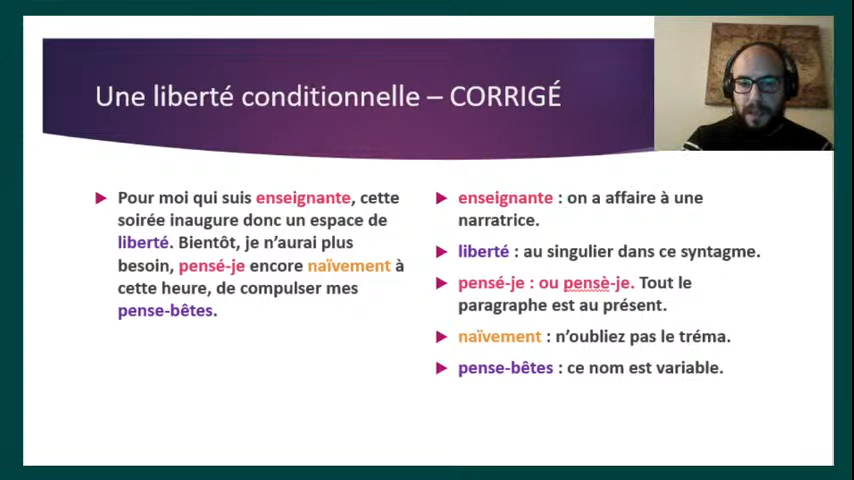 Une liberté conditionnelle – CORRIGÉ
Pour moi qui suis enseignante, cette
soirée inaugure donc un espace de
liberté. Bientôt, je n’aurai plus
besoin, pensé-je encore naïvement à
cette heure, de compulser mes
pense-bêtes.
enseignante : on a affaire à une
narratrice.
liberté : au singulier dans ce syntagme.
pensé-je : ou pensè-je. Tout le
paragraphe est au présent.
naïvement : n’oubliez pas le tréma.
pense-bêtes : ce nom est variable.